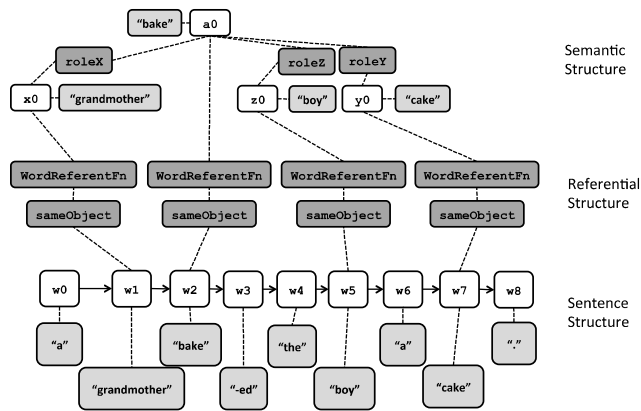 “bake” a0
Semantic
Structure
roleX roleZ roleY
x0 “grandmother” z0 “boy” y0 “cake”
WordReferentFn WordReferentFn WordReferentFn WordReferentFn
Referential
Structure
sameObject sameObject sameObject sameObject
w0 w1 w2 w3 w4 w5 w6 w7 w8
Sentence
Structure
“a” “bake” “the” “a” “.”
“grandmother” “-ed” “boy” “cake”